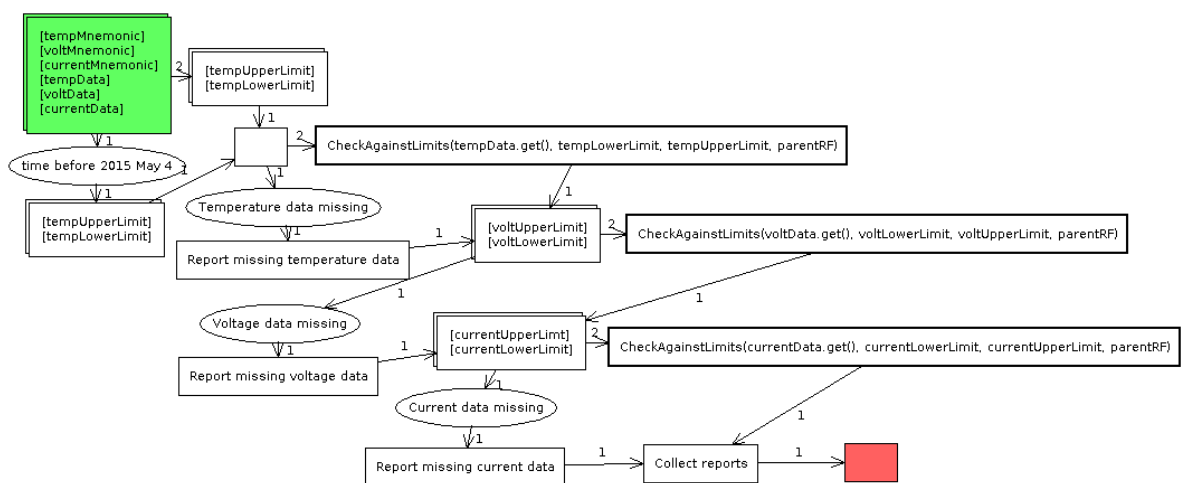 [tempMnemonic]
[voltMnemonic]
[currentMnemonic]
[tempData]
[voltData]
[currentData]
2
[tempUpperLimit]
[tempLowerLimit]
1
1
2
CheckAgainstLimits(tempData.get(), tempLowerLimit, tempUpperLimit, parentRF)
time before 2015 May 4
1
1
1
1
[tempUpperLimit]
[tempLowerLimit]
Temperature data missing
1
1
[voltUpperLimit]
[voltLowerLimit]
2
CheckAgainstLimits(voltData.get(), voltLowerLimit, voltUpperLimit, parentRF)
Report missing temperature data
1
1
Voltage data missing
1
[currentUpperLimt]
[currentLowerLimit]
2
CheckAgainstLimits(currentData.get(), currentLowerLimit, currentUpperLimit, parentRF)
1
Report missing voltage data
1
Current data missing
1
1
Report missing current data
1
Collect reports
1